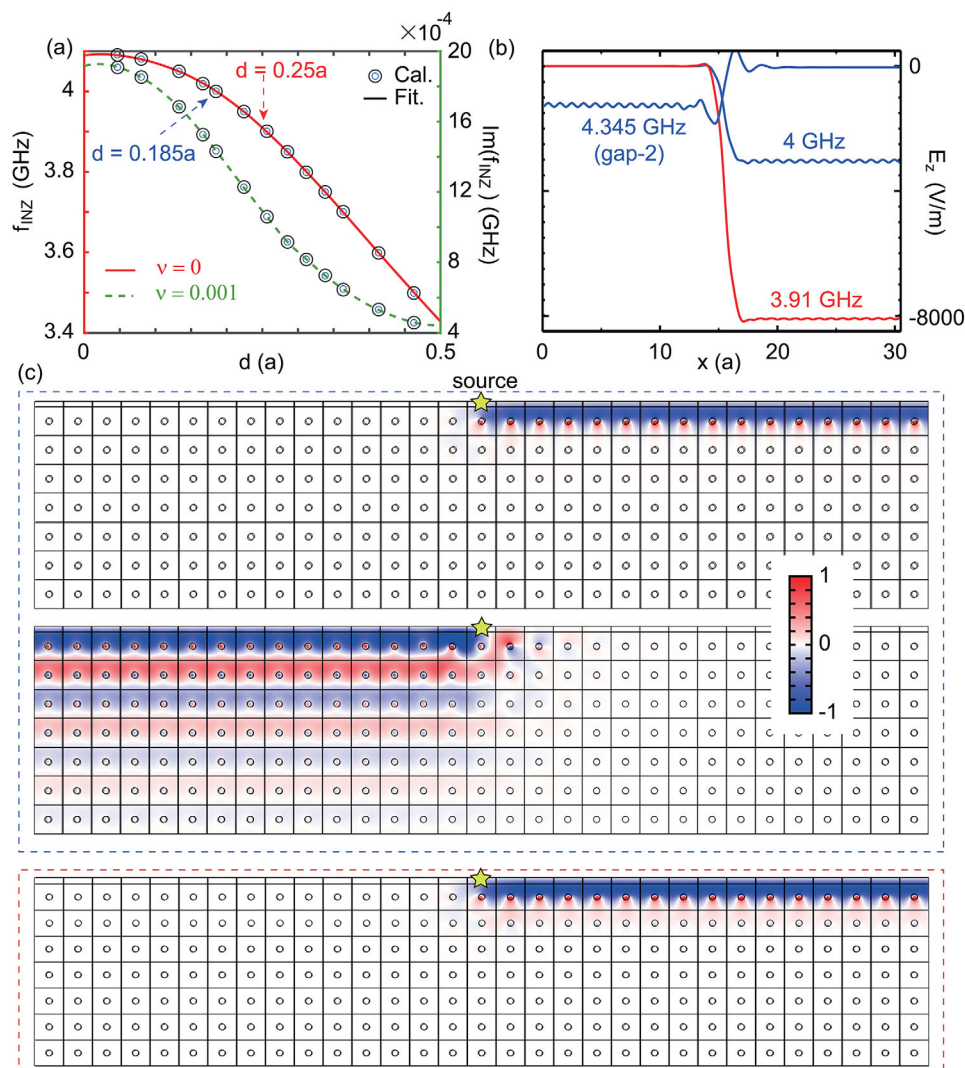 (a)
×10⁻⁴
(b)
20
16
12
8
4
4
3.8
3.6
3.4
f_INZ (GHz)
Im(f_INZ) (GHz)
d = 0.25a
Cal.
Fit.
d = 0.185a
ν = 0
ν = 0.001
0
d (a)
0.5
0
-8000
E_z (V/m)
4.345 GHz
(gap-2)
4 GHz
3.91 GHz
0
10
20
30
x (a)
(c)
source
1
0
-1